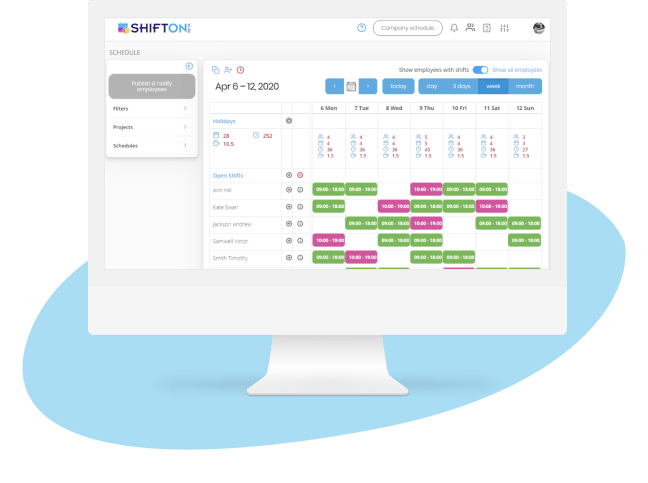 SHIFTON
Company schedule
SCHEDULE
Publish & notify
employees
Filters
Projects
Schedules
Show employees with shifts
Show all employees
Apr 6 – 12, 2020
today
day
3 days
week
month
6 Mon 7 Tue 8 Wed 9 Thu 10 Fri 11 Sat 12 Sun
Holidays
28 252
10.5
4 4 4 5 4 4 3
4 4 4 5 4 4 3
36 36 36 45 36 36 27
1.5 1.5 1.5 1.5 1.5 1.5 1.5
Open Shifts
Ann Hill 09:00 - 18:00 09:00 - 18:00 10:00 - 19:00 09:00 - 18:00 09:00 - 18:00
Kate Swan 09:00 - 18:00 10:00 - 19:00 09:00 - 18:00 09:00 - 18:00 10:00 - 19:00
Jackson Andrew 09:00 - 18:00 09:00 - 18:00 10:00 - 19:00 09:00 - 18:00 09:00 - 18:00
Samwell Victor 10:00 - 19:00 09:00 - 18:00 09:00 - 18:00 09:00 - 18:00
Smith Timothy 09:00 - 18:00 10:00 - 19:00 09:00 - 18:00 09:00 - 18:00